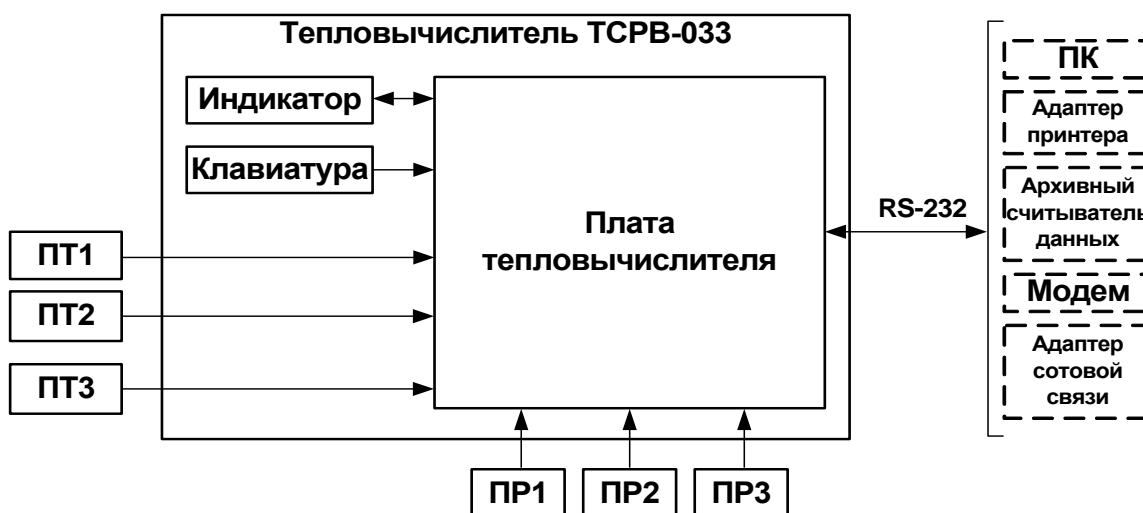 Тепловычислитель ТСРВ-033
Индикатор
Клавиатура
Плата
тепловычислителя
ПТ1
ПТ2
ПТ3
ПР1
ПР2
ПР3
RS-232
ПК
Адаптер
принтера
Архивный
считыватель
данных
Модем
Адаптер
сотовой
связи